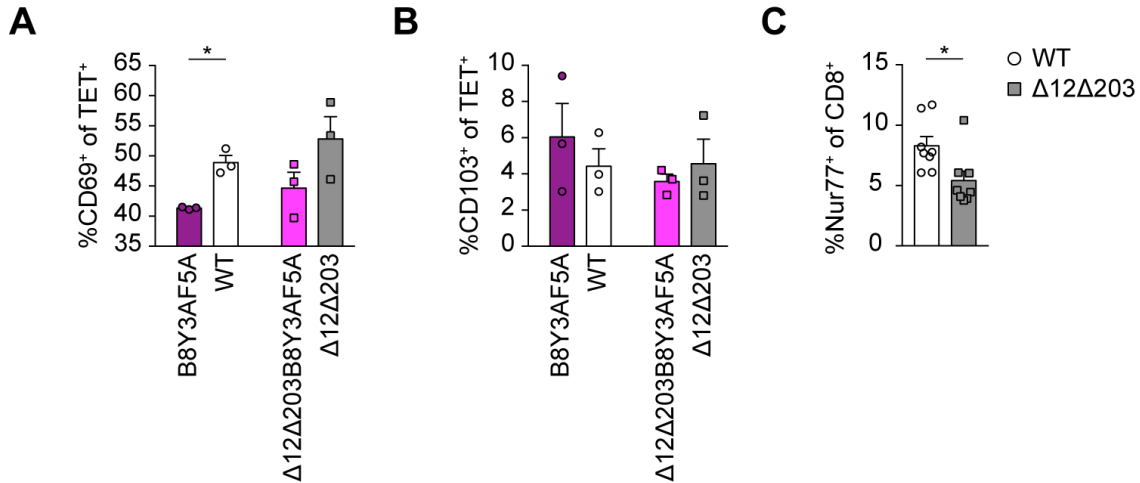 A
%CD69⁺ of TET⁺
65
60
55
50
45
40
35
*
B8Y3AF5A
WT
Δ12Δ203B8Y3AF5A
Δ12Δ203
B
%CD103⁺ of TET⁺
10
8
6
4
2
0
B8Y3AF5A
WT
Δ12Δ203B8Y3AF5A
Δ12Δ203
C
%Nur77⁺ of CD8⁺
15
10
5
0
*
WT
Δ12Δ203